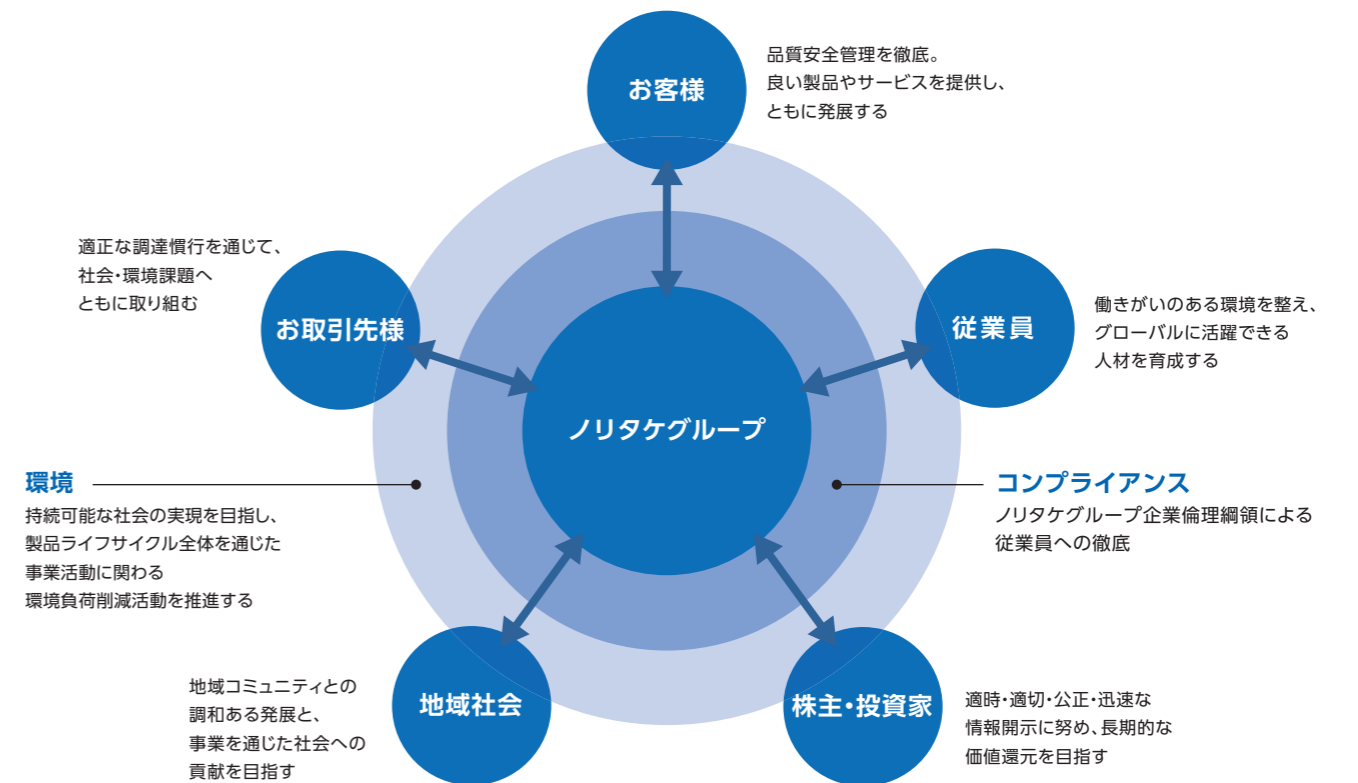 お客様
品質安全管理を徹底。
良い製品やサービスを提供し、
ともに発展する
適正な調達慣行を通じて、
社会・環境課題へ
ともに取り組む
お取引先様
従業員
働きがいのある環境を整え、
グローバルに活躍できる
人材を育成する
ノリタケグループ
環境
持続可能な社会の実現を目指し、
製品ライフサイクル全体を通じた
事業活動に関わる
環境負荷削減活動を推進する
コンプライアンス
ノリタケグループ企業倫理綱領による
従業員への徹底
地域コミュニティとの
調和ある発展と、
事業を通じた社会への
貢献を目指す
地域社会
株主・投資家
適時・適切・公正・迅速な
情報開示に努め、長期的な
価値還元を目指す